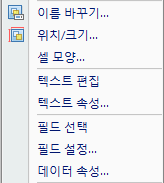 이름 바꾸기...
위치/크기...
셀 모양...
텍스트 편집
텍스트 속성...
필드 선택
필드 설정...
데이터 속성...